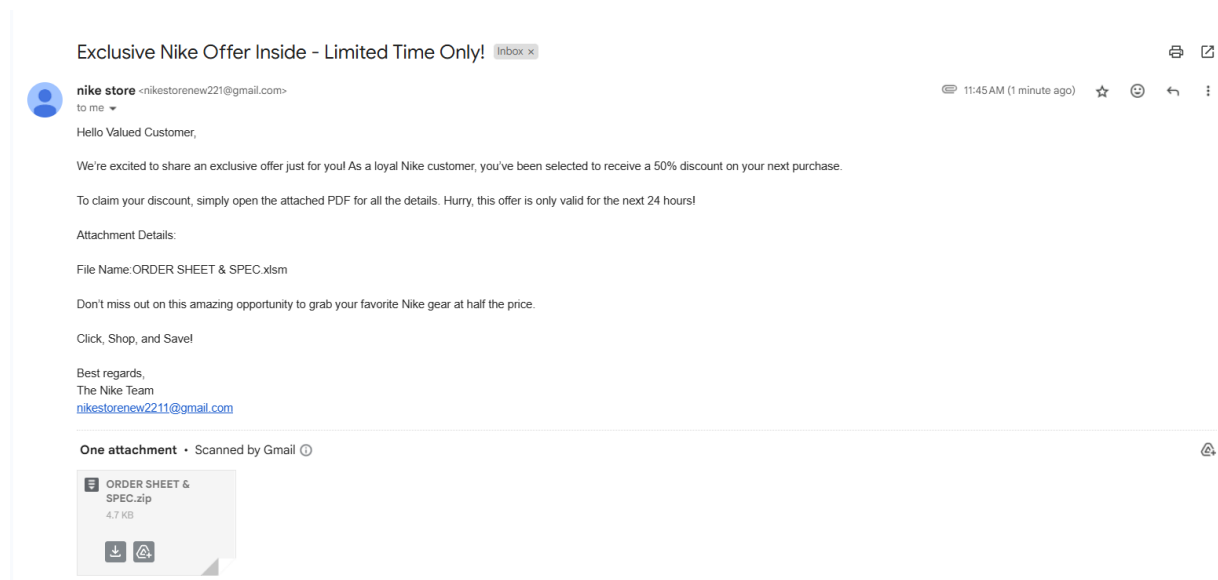 Exclusive Nike Offer Inside - Limited Time Only! Inbox ×
nike store <nikestorenew221@gmail.com>
11:45 AM (1 minute ago)
to me
Hello Valued Customer,
We're excited to share an exclusive offer just for you! As a loyal Nike customer, you've been selected to receive a 50% discount on your next purchase.
To claim your discount, simply open the attached PDF for all the details. Hurry, this offer is only valid for the next 24 hours!
Attachment Details:
File Name:ORDER SHEET & SPEC.xlsm
Don't miss out on this amazing opportunity to grab your favorite Nike gear at half the price.
Click, Shop, and Save!
Best regards,
The Nike Team
nikestorenew2211@gmail.com
One attachment • Scanned by Gmail
ORDER SHEET &
SPEC.zip
4.7 KB